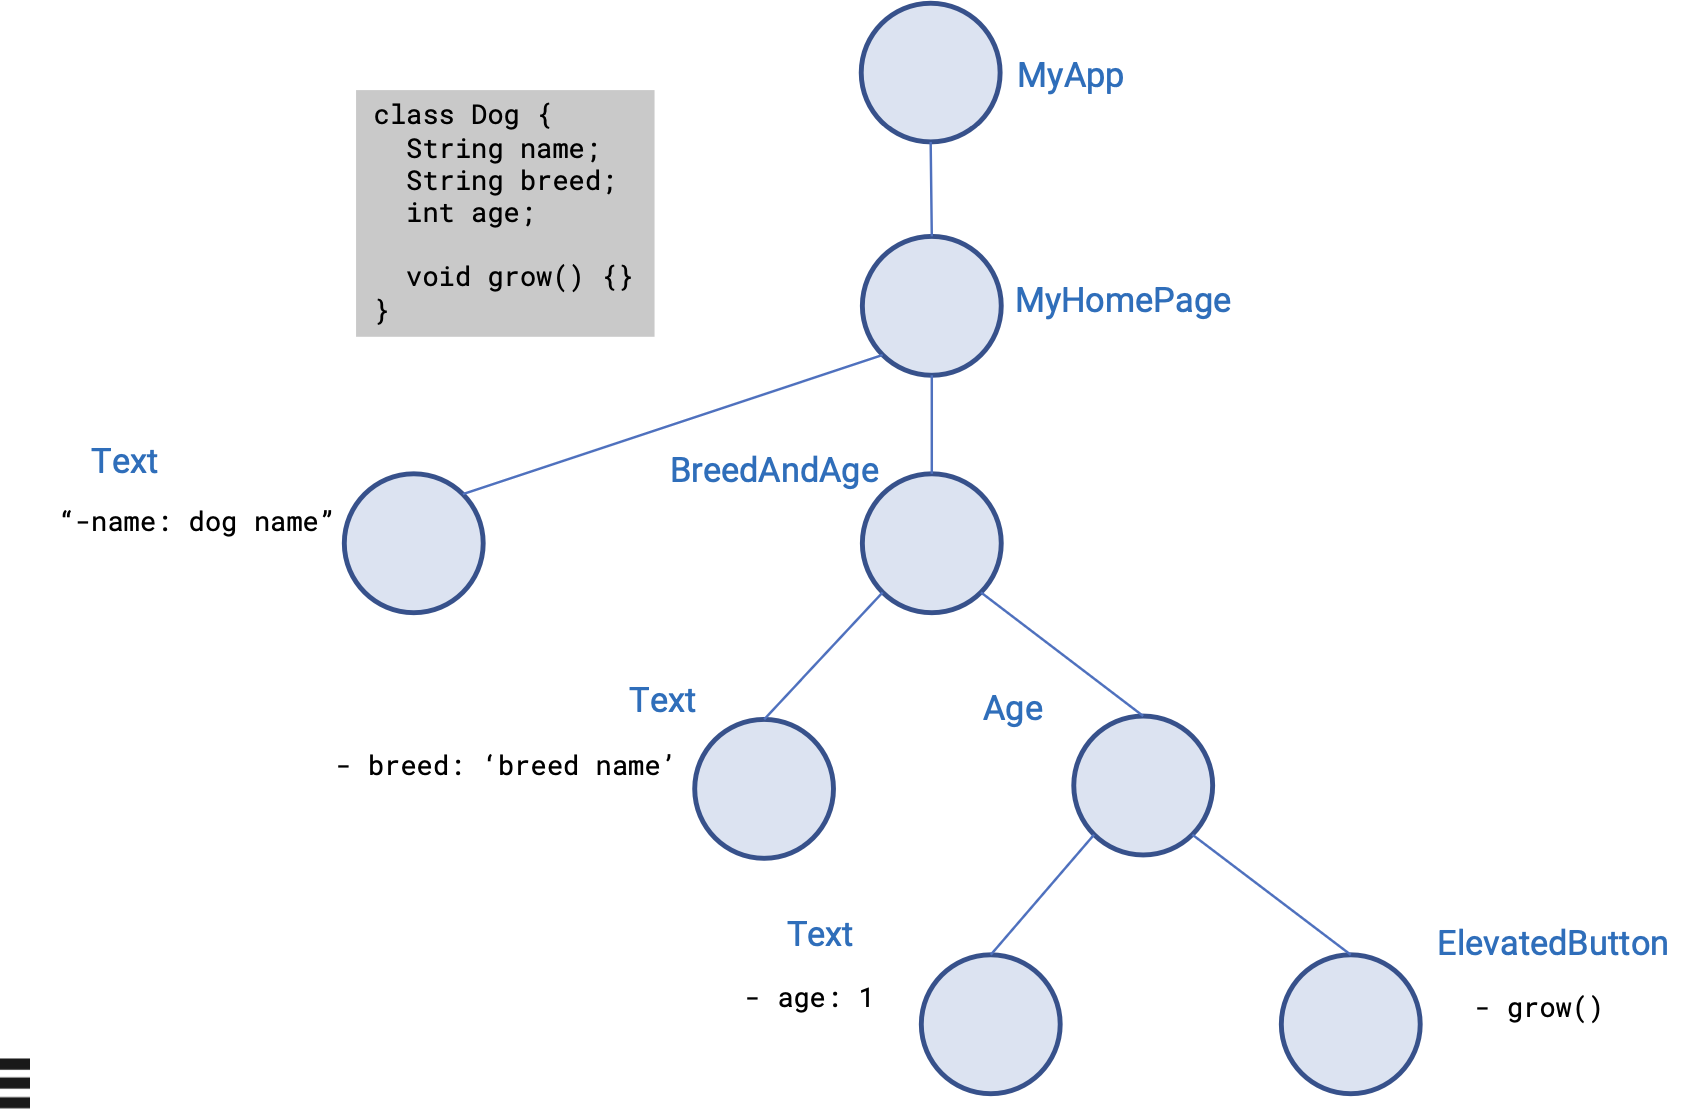 MyApp
class Dog {
  String name;
  String breed;
  int age;
  void grow() {}
}
MyHomePage
Text
“-name: dog name”
BreedAndAge
Text
- breed: ‘breed name’
Age
Text
- age: 1
ElevatedButton
- grow()